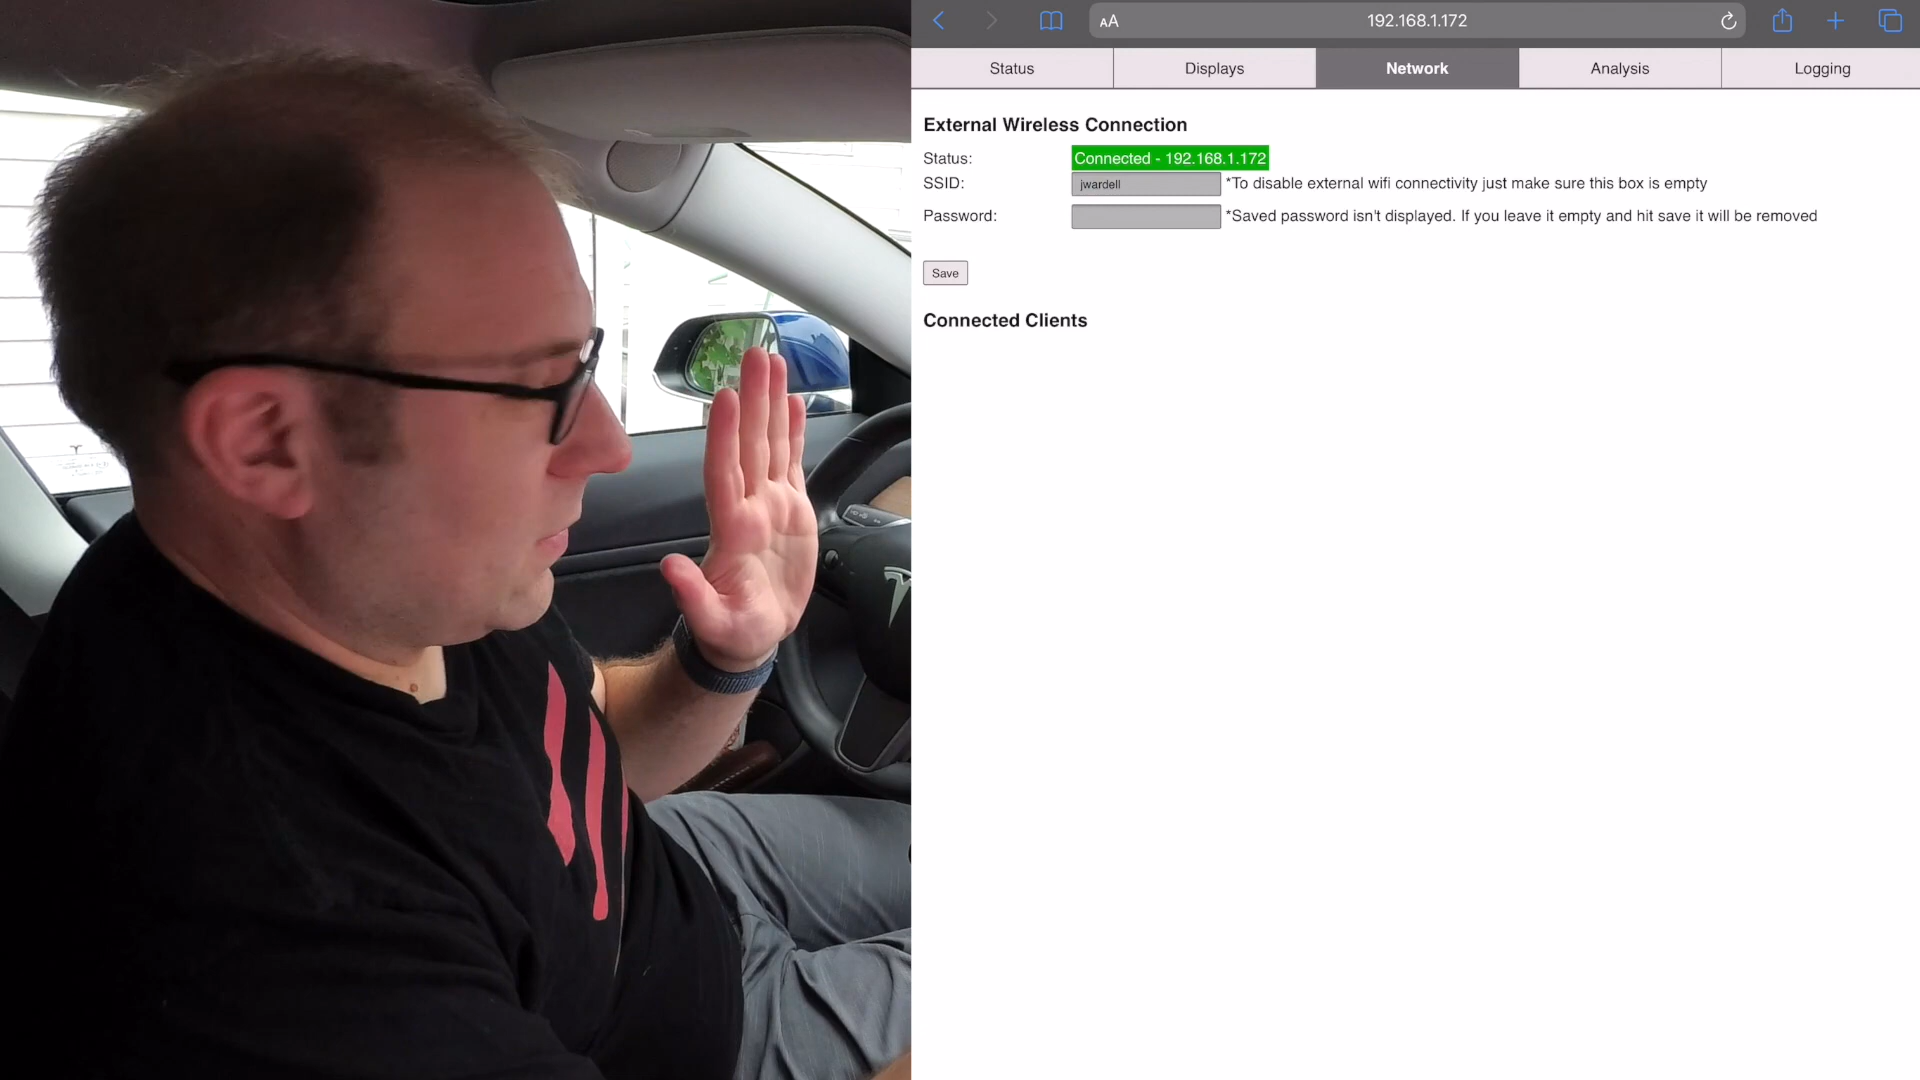 AA 192.168.1.172
Status Displays Network Analysis Logging
External Wireless Connection
Status: Connected - 192.168.1.172
SSID: jwardell *To disable external wifi connectivity just make sure this box is empty
Password: *Saved password isn't displayed. If you leave it empty and hit save it will be removed
Save
Connected Clients